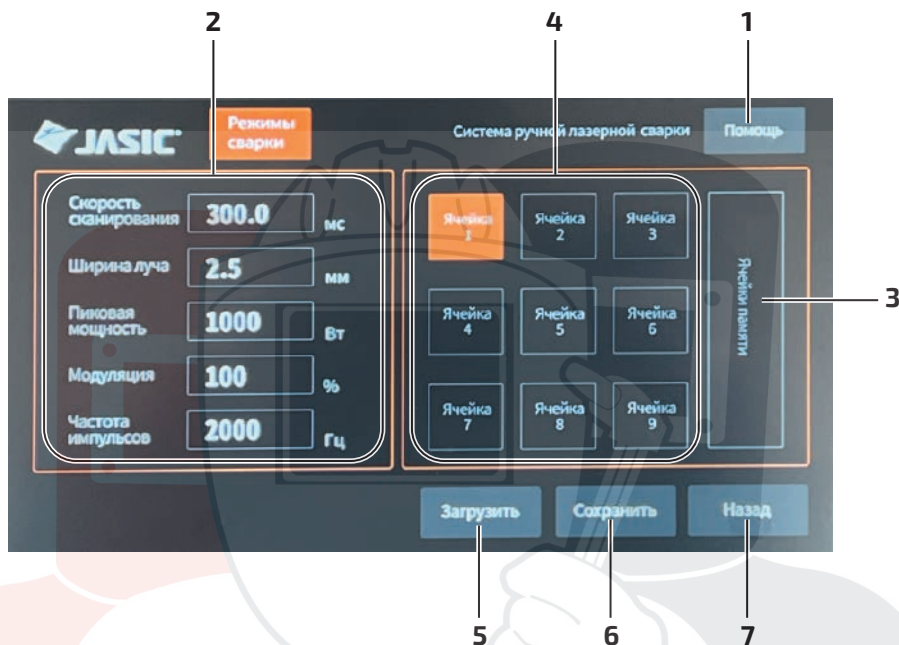 2
4
1
JASIC
Режимы
сварки
Система ручной лазерной сварки
Помощь
Скорость
сканирования
300.0
мс
Ширина луча
2.5
мм
Пиковая
мощность
1000
Вт
Модуляция
100
%
Частота
импульсов
2000
Гц
Ячейка
1
Ячейка
2
Ячейка
3
Ячейка
4
Ячейка
5
Ячейка
6
Ячейка
7
Ячейка
8
Ячейка
9
Ячейки памяти
3
Загрузить
Сохранить
Назад
5
6
7